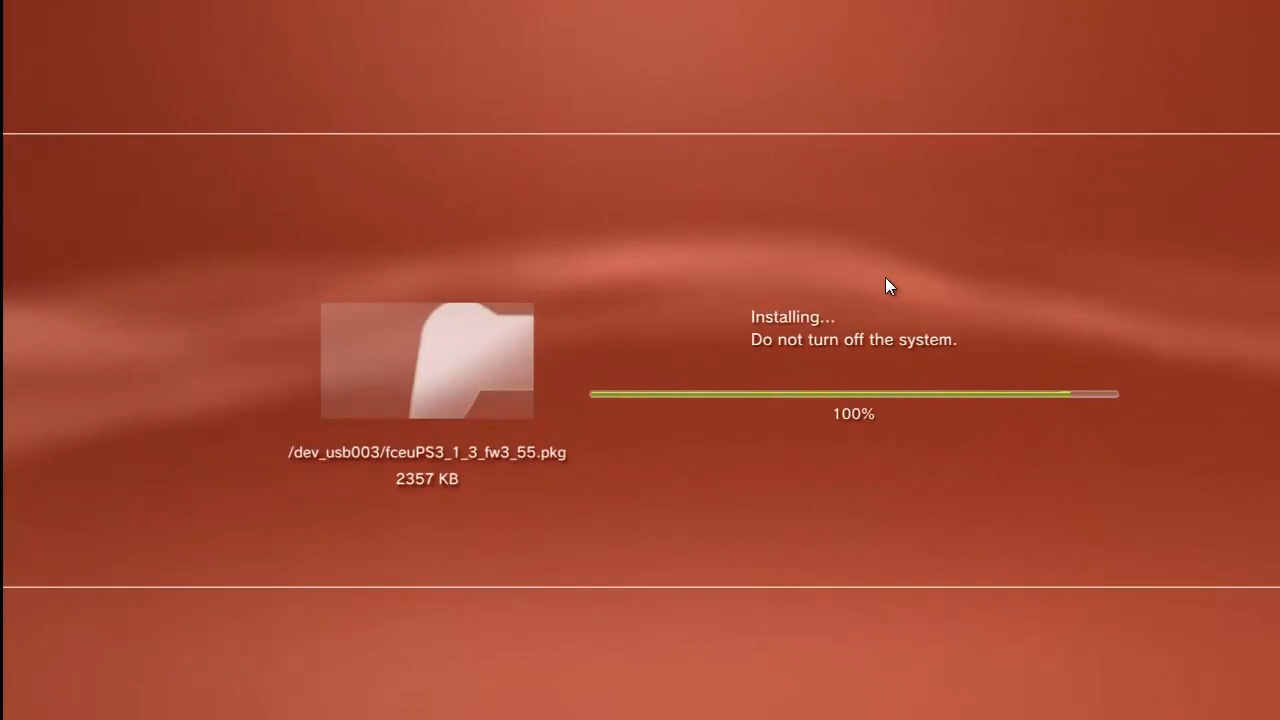 Installing...
Do not turn off the system.
100%
/dev_usb003/fceuPS3_1_3_fw3_55.pkg
2357 KB